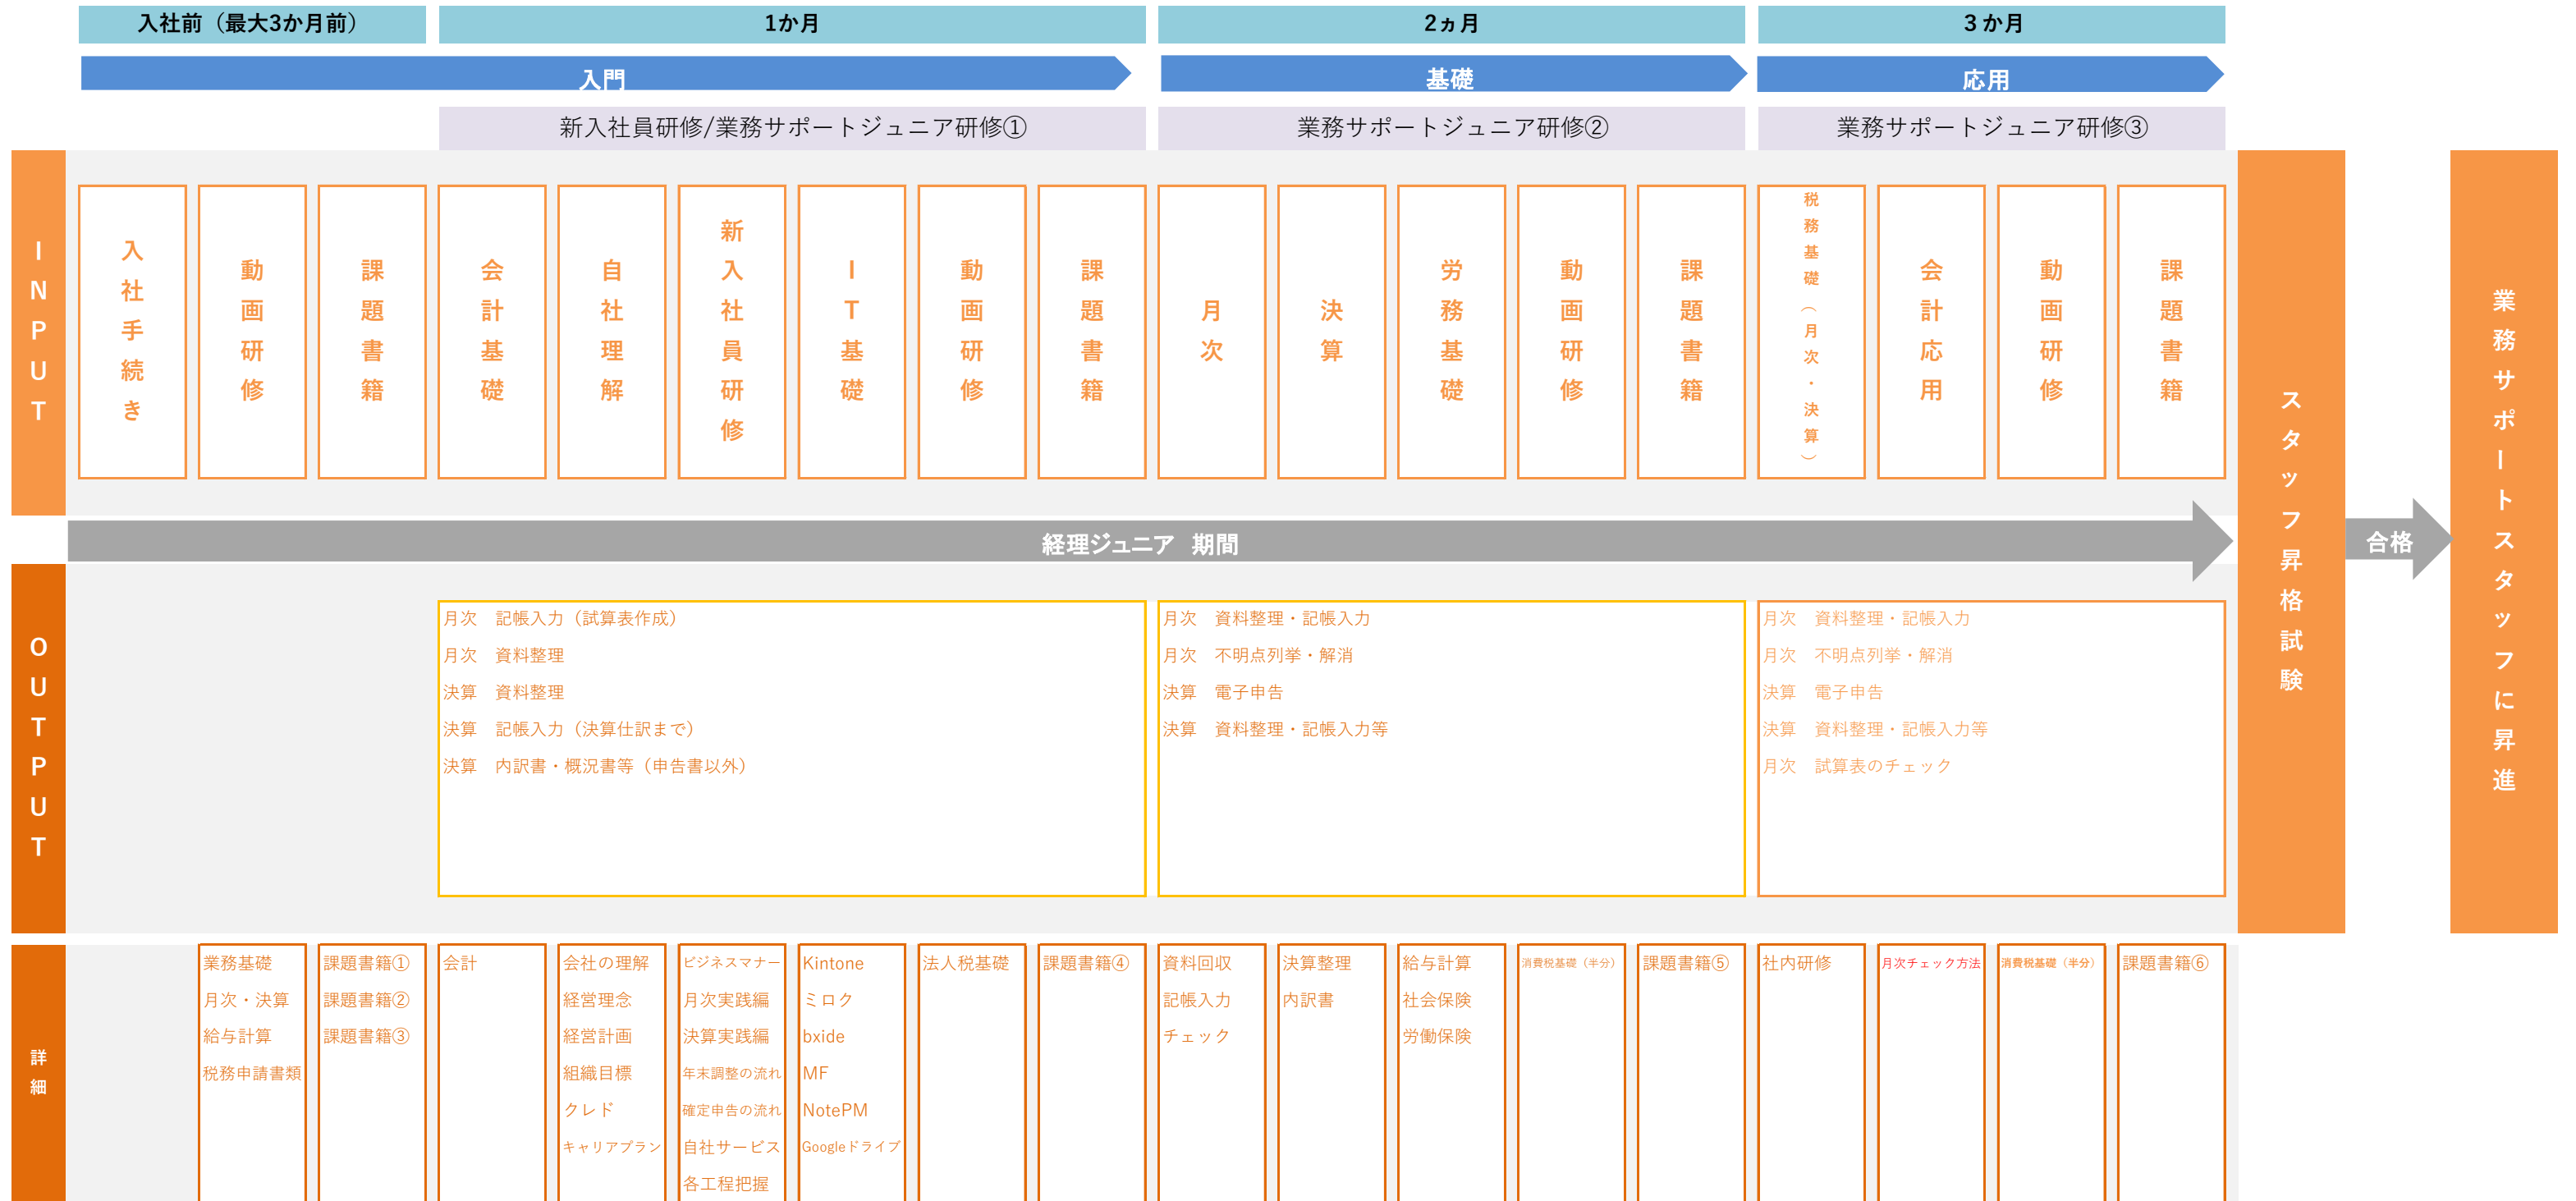 入社前（最大3か月前）
1か月
2ヵ月
３か月
入門
基礎
応用
新入社員研修/業務サポートジュニア研修①
業務サポートジュニア研修②
業務サポートジュニア研修③
INPUT
入社手続き
動画研修
課題書籍
会計基礎
自社理解
新入社員研修
IT基礎
動画研修
課題書籍
月次
決算
労務基礎
動画研修
課題書籍
税務基礎（月次・決算）
会計応用
動画研修
課題書籍
スタッフ昇格試験
合格
業務サポートスタッフに昇進
経理ジュニア　期間
OUTPUT
月次　記帳入力（試算表作成）
月次　資料整理
決算　資料整理
決算　記帳入力（決算仕訳まで）
決算　内訳書・概況書等（申告書以外）
月次　資料整理・記帳入力
月次　不明点列挙・解消
決算　電子申告
決算　資料整理・記帳入力等
月次　資料整理・記帳入力
月次　不明点列挙・解消
決算　電子申告
決算　資料整理・記帳入力等
月次　試算表のチェック
詳細
業務基礎
月次・決算
給与計算
税務申請書類
課題書籍①
課題書籍②
課題書籍③
会計
会社の理解
経営理念
経営計画
組織目標
クレド
キャリアプラン
ビジネスマナー
月次実践編
決算実践編
年末調整の流れ
確定申告の流れ
自社サービス
各工程把握
Kintone
ミロク
bxide
MF
NotePM
Googleドライブ
法人税基礎
課題書籍④
資料回収
記帳入力
チェック
決算整理
内訳書
給与計算
社会保険
労働保険
消費税基礎（半分）
課題書籍⑤
社内研修
月次チェック方法
消費税基礎（半分）
課題書籍⑥